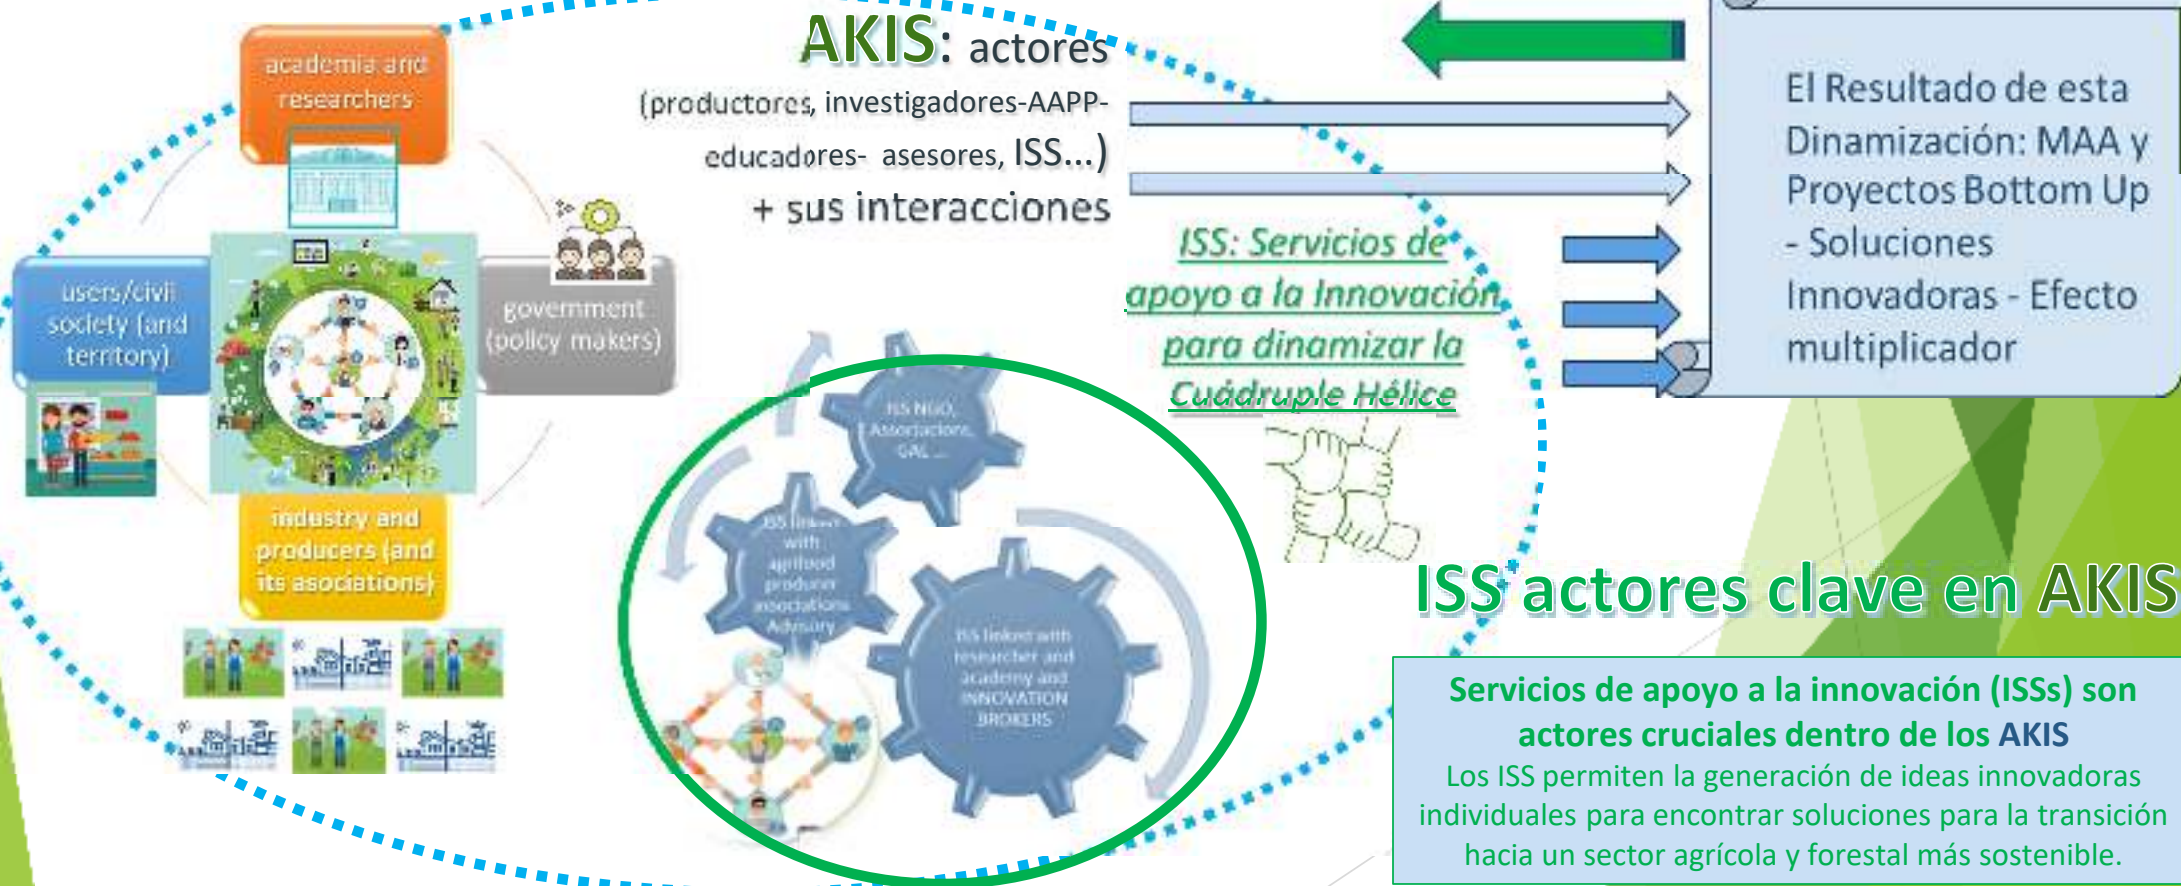 academia and
researchers
users/civil
society (and
territory)
government
(policy makers)
industry and
producers (and
its asociations)
AKIS: actores
(productores, investigadores-AAPP-
educadores- asesores, ISS...)
+ sus interacciones
ISS: Servicios de
apoyo a la Innovación
para dinamizar la
Cuádruple Hélice
ISS NGO,
Associacions,
GAL ...
ISS linked
with
agrifood
producer
associations
Advisory
ISS linked with
researcher and
academy and
INNOVATION
BROKERS
El Resultado de esta
Dinamización: MAA y
Proyectos Bottom Up
- Soluciones
Innovadoras - Efecto
multiplicador
ISS actores clave en AKIS
Servicios de apoyo a la innovación (ISSs) son
actores cruciales dentro de los AKIS
Los ISS permiten la generación de ideas innovadoras
individuales para encontrar soluciones para la transición
hacia un sector agrícola y forestal más sostenible.